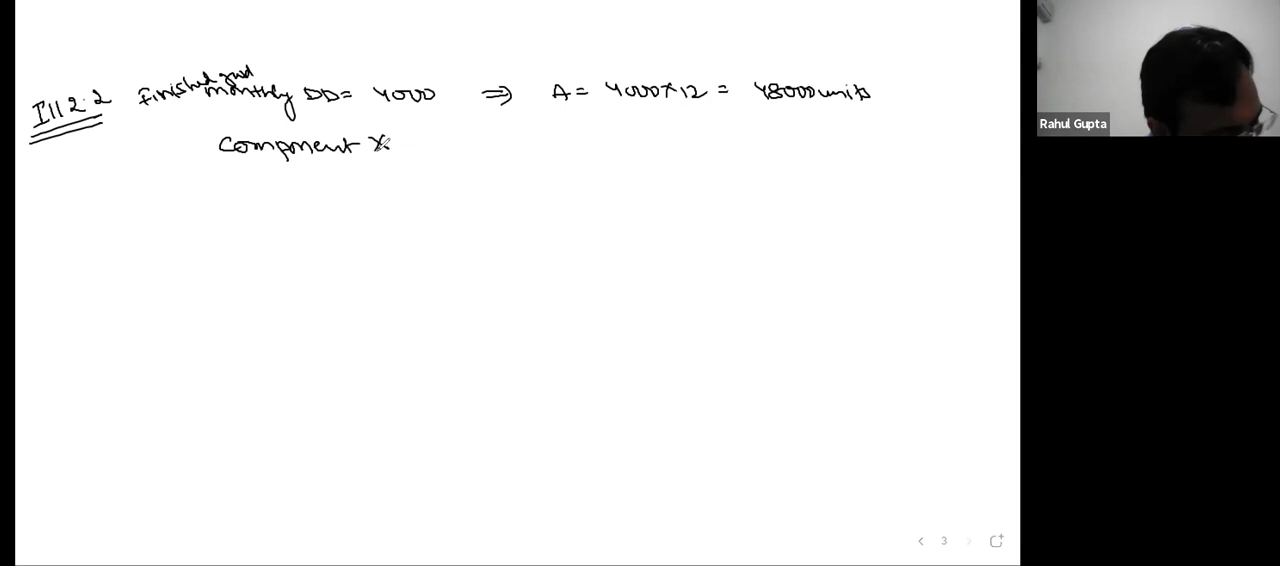 Ill 2.2 Finished good monthly DD = 4000 ⇒ A = 4000 × 12 = 48000 units
Component X
Rahul Gupta
3